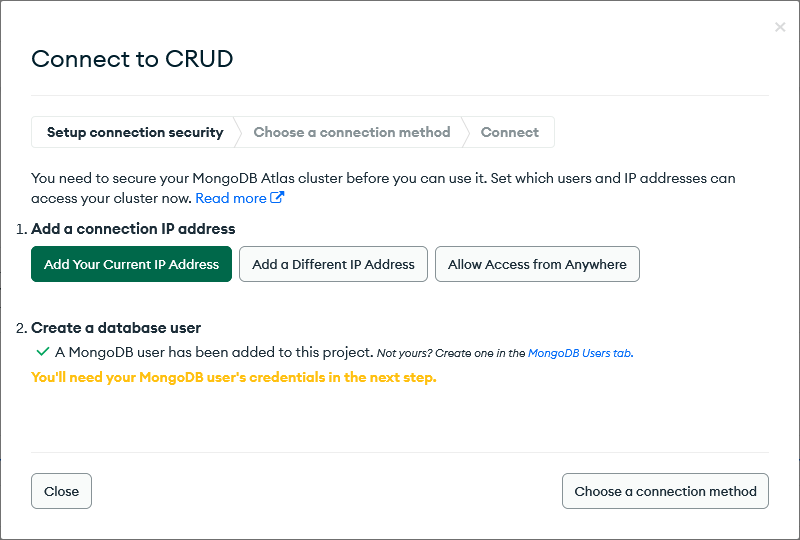 ×
Connect to CRUD
Setup connection security Choose a connection method Connect
You need to secure your MongoDB Atlas cluster before you can use it. Set which users and IP addresses can
access your cluster now. Read more
1. Add a connection IP address
Add Your Current IP Address Add a Different IP Address Allow Access from Anywhere
2. Create a database user
A MongoDB user has been added to this project. Not yours? Create one in the MongoDB Users tab.
You'll need your MongoDB user's credentials in the next step.
Close Choose a connection method